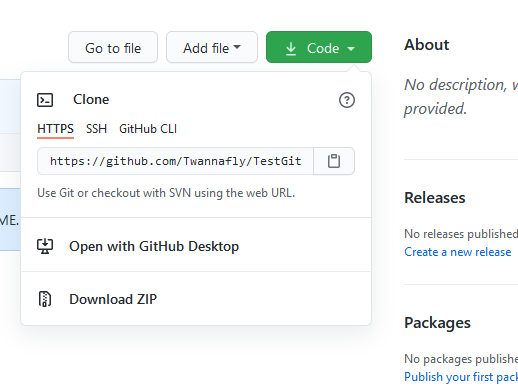 Go to file Add file Code
Clone
HTTPS SSH GitHub CLI
https://github.com/Twannafly/TestGit
Use Git or checkout with SVN using the web URL.
Open with GitHub Desktop
Download ZIP
ME.
About
No description,
provided.
Releases
No releases published
Create a new release
Packages
No packages
Publish your first